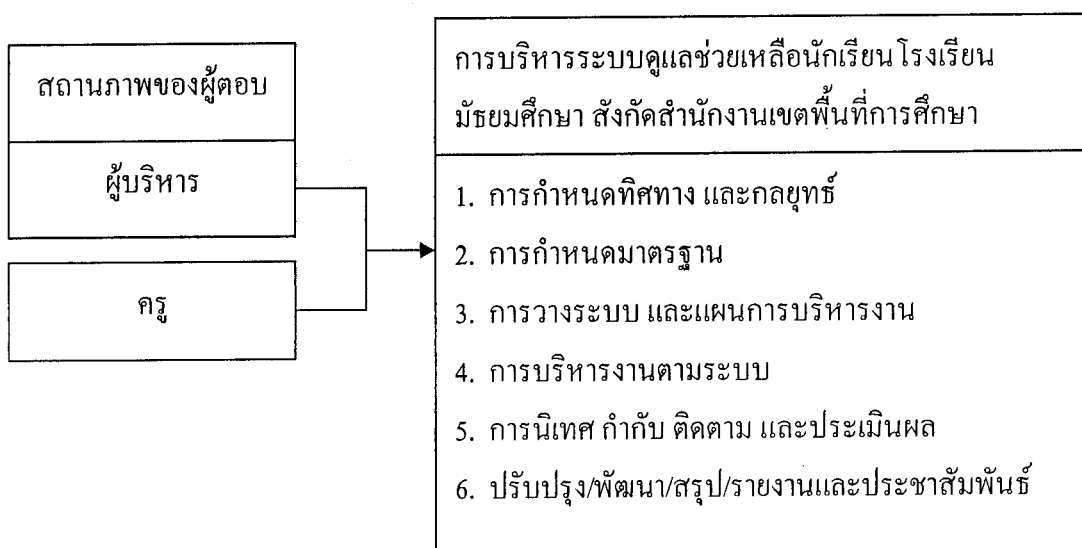 สถานภาพของผู้ตอบ
ผู้บริหาร
ครู
การบริหารระบบดูแลช่วยเหลือนักเรียน โรงเรียน
มัธยมศึกษา สังกัดสำนักงานเขตพื้นที่การศึกษา
1. การกำหนดทิศทาง และกลยุทธ์
2. การกำหนดมาตรฐาน
3. การวางระบบ และแผนการบริหารงาน
4. การบริหารงานตามระบบ
5. การนิเทศ กำกับ ติดตาม และประเมินผล
6. ปรับปรุง/พัฒนา/สรุป/รายงานและประชาสัมพันธ์